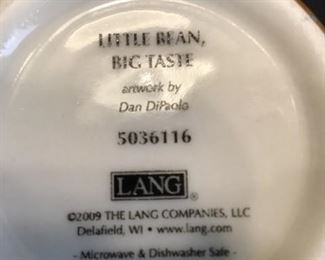 LITTLE BEAN,
BIG TASTE
artwork by
Dan DiPaolo
5036116
LANG®
©2009 THE LANG COMPANIES, LLC
Delafield, WI • www.lang.com
- Microwave & Dishwasher Safe -